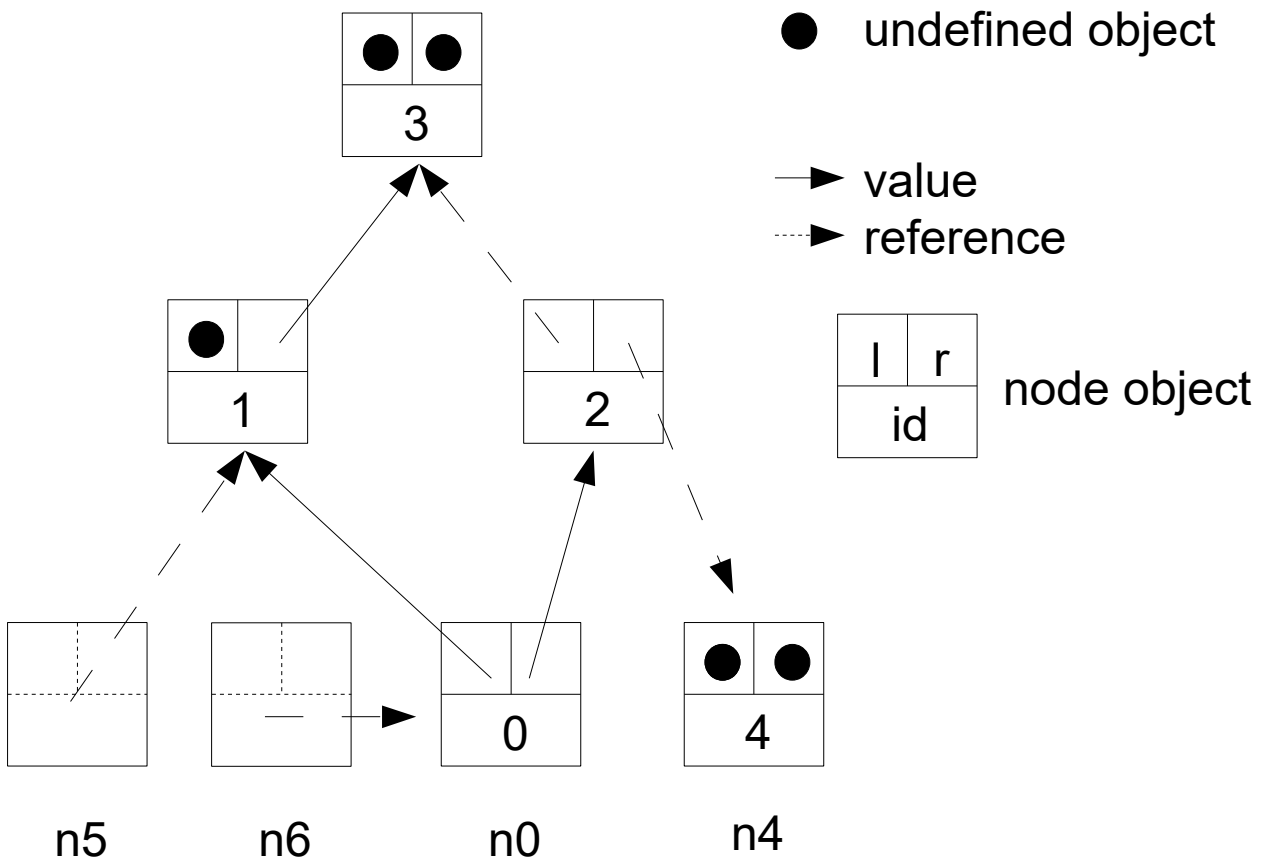 undefined object
3
value
reference
1
2
l r
node object
id
0
4
n5
n6
n0
n4